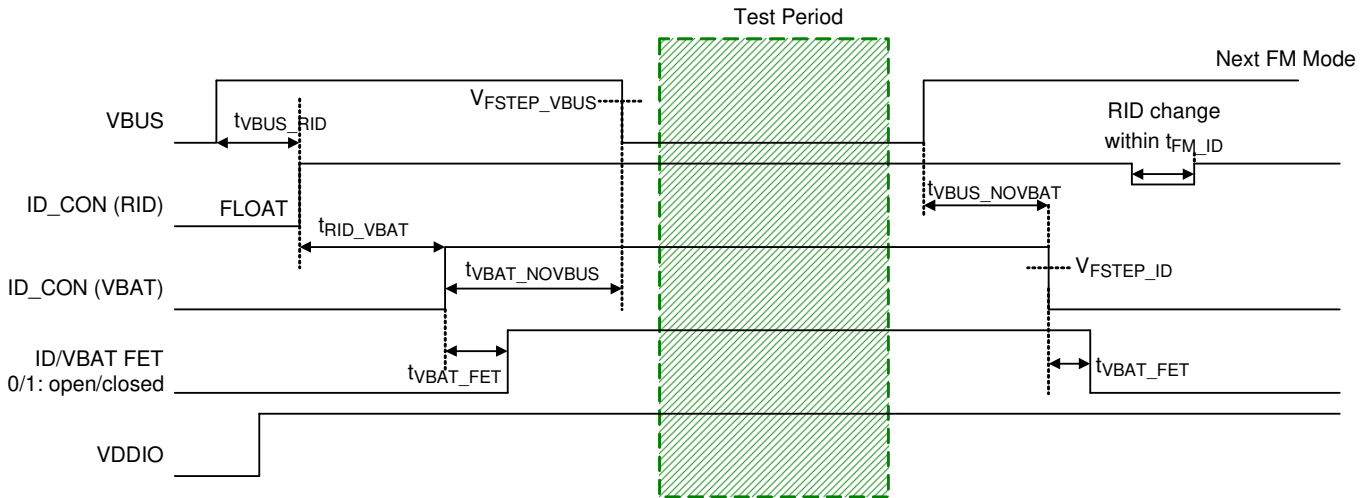 Test Period
Next FM Mode
VFSTEP_VBUS
RID change
within tFM_ID
VBUS
tVBUS_RID
tVBUS_NOVBAT
ID_CON (RID)
FLOAT
tRID_VBAT
tVBAT_NOVBUS
VFSTEP_ID
ID_CON (VBAT)
ID/VBAT FET
0/1: open/closed
tVBAT_FET
tVBAT_FET
VDDIO